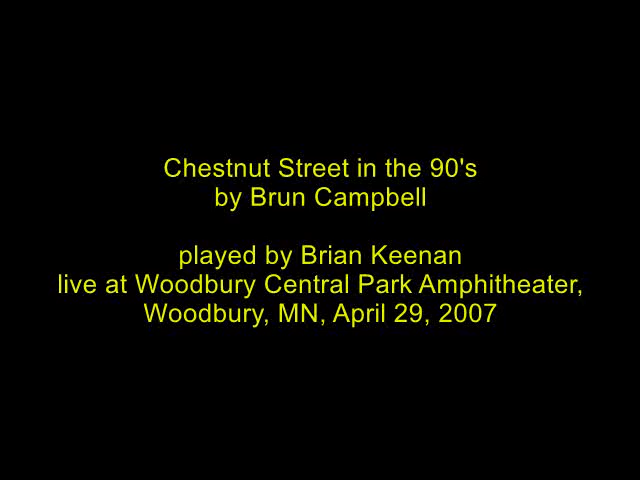 Chestnut Street in the 90's
by Brun Campbell
played by Brian Keenan
live at Woodbury Central Park Amphitheater,
Woodbury, MN, April 29, 2007